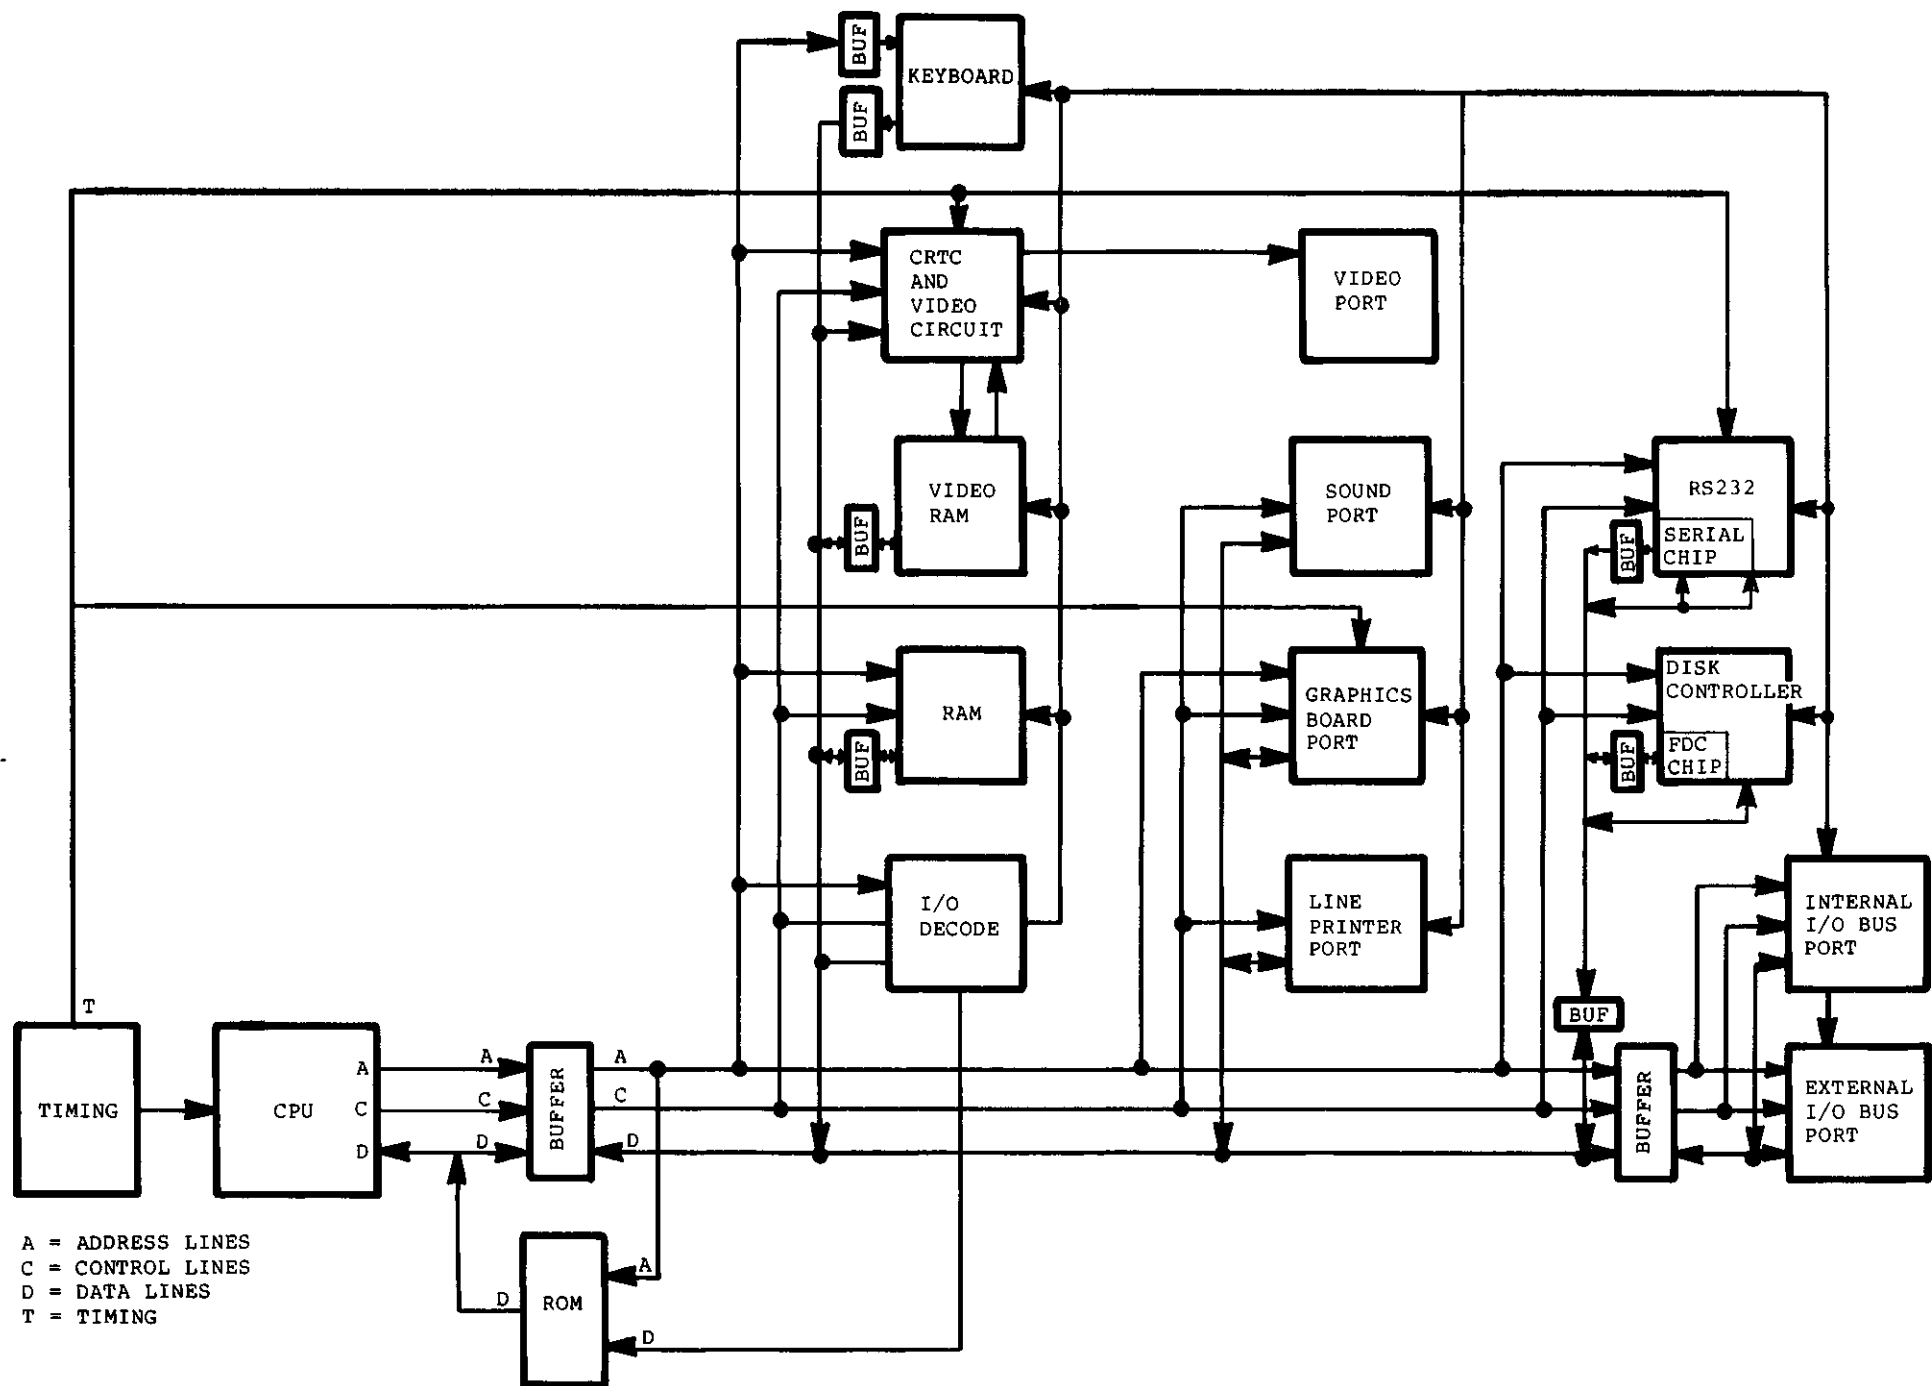 BUF
KEYBOARD
BUF
CRTC
AND
VIDEO
CIRCUIT
VIDEO
PORT
VIDEO
RAM
BUF
SOUND
PORT
RS232
SERIAL
CHIP
BUF
RAM
BUF
GRAPHICS
BOARD
PORT
DISK
CONTROLLER
FDC
CHIP
BUF
I/O
DECODE
LINE
PRINTER
PORT
INTERNAL
I/O BUS
PORT
BUF
T
TIMING
CPU
A
C
D
A
C
D
BUFFER
A
C
D
BUFFER
EXTERNAL
I/O BUS
PORT
ROM
A
D
D
A = ADDRESS LINES
C = CONTROL LINES
D = DATA LINES
T = TIMING